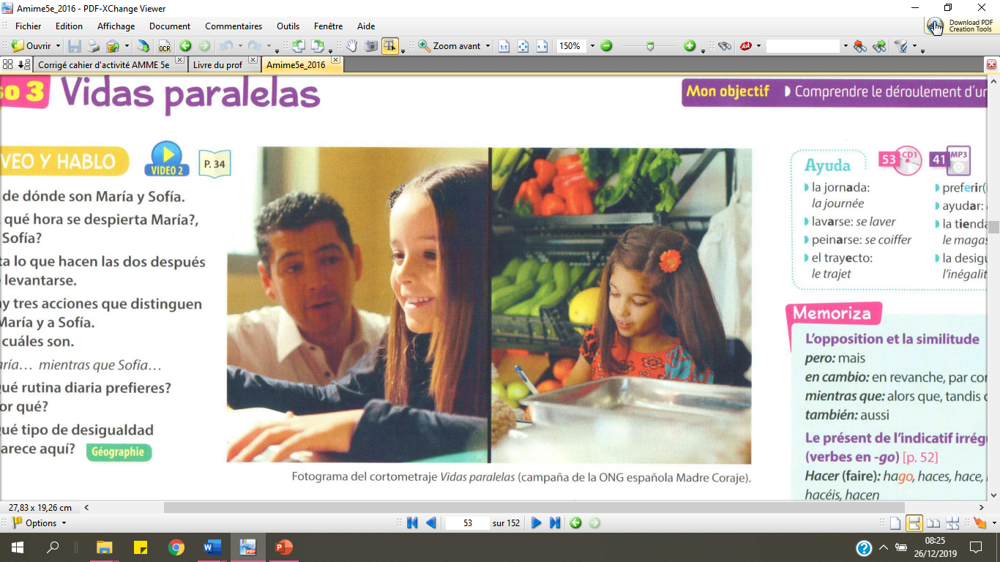 Amime5e_2016 - PDF-XChange Viewer
Fichier Edition Affichage Document Commentaires Outils Fenêtre Aide
Download PDF
Creation Tools
Ouvrir OCR Zoom avant 150%
Corrigé cahier d'activité AMME 5e Livre du prof Amime5e_2016
so 3 Vidas paralelas
Mon objectif Comprendre le déroulement d'un
VEO Y HABLO VIDEO 2 P. 34
de dónde son María y Sofía.
qué hora se despierta María?,
Sofía?
ta lo que hacen las dos después
levantarse.
y tres acciones que distinguen
María y a Sofía.
cuáles son.
aría… mientras que Sofía…
ué rutina diaria prefieres?
or qué?
ué tipo de desigualdad
arece aquí? Géographie
Fotograma del cortometraje Vidas paralelas (campaña de la ONG española Madre Coraje).
Ayuda 53 CD1 41 MP3
la jornada:
la journée
lavarse: se laver
peinarse: se coiffer
el trayecto:
le trajet
preferir(
ayudar:
la tienda
le magas
la desigu
l'inégalit
Memoriza
L'opposition et la similitude
pero: mais
en cambio: en revanche, par con
mientras que: alors que, tandis
también: aussi
Le présent de l'indicatif irrégu
(verbes en -go) [p. 52]
Hacer (faire): hago, haces, hace,
hacéis, hacen
27,83 x 19,26 cm
Options 53 sur 152
08:25
26/12/2019